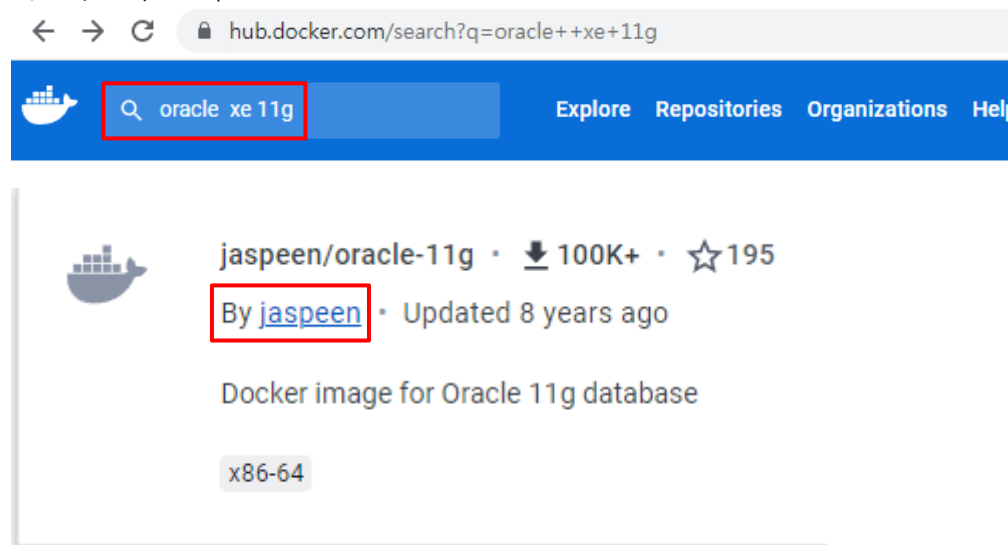 hub.docker.com/search?q=oracle++xe+11g
oracle xe 11g
Explore Repositories Organizations
jaspeen/oracle-11g · 100K+ · 195
By jaspeen · Updated 8 years ago
Docker image for Oracle 11g database
x86-64